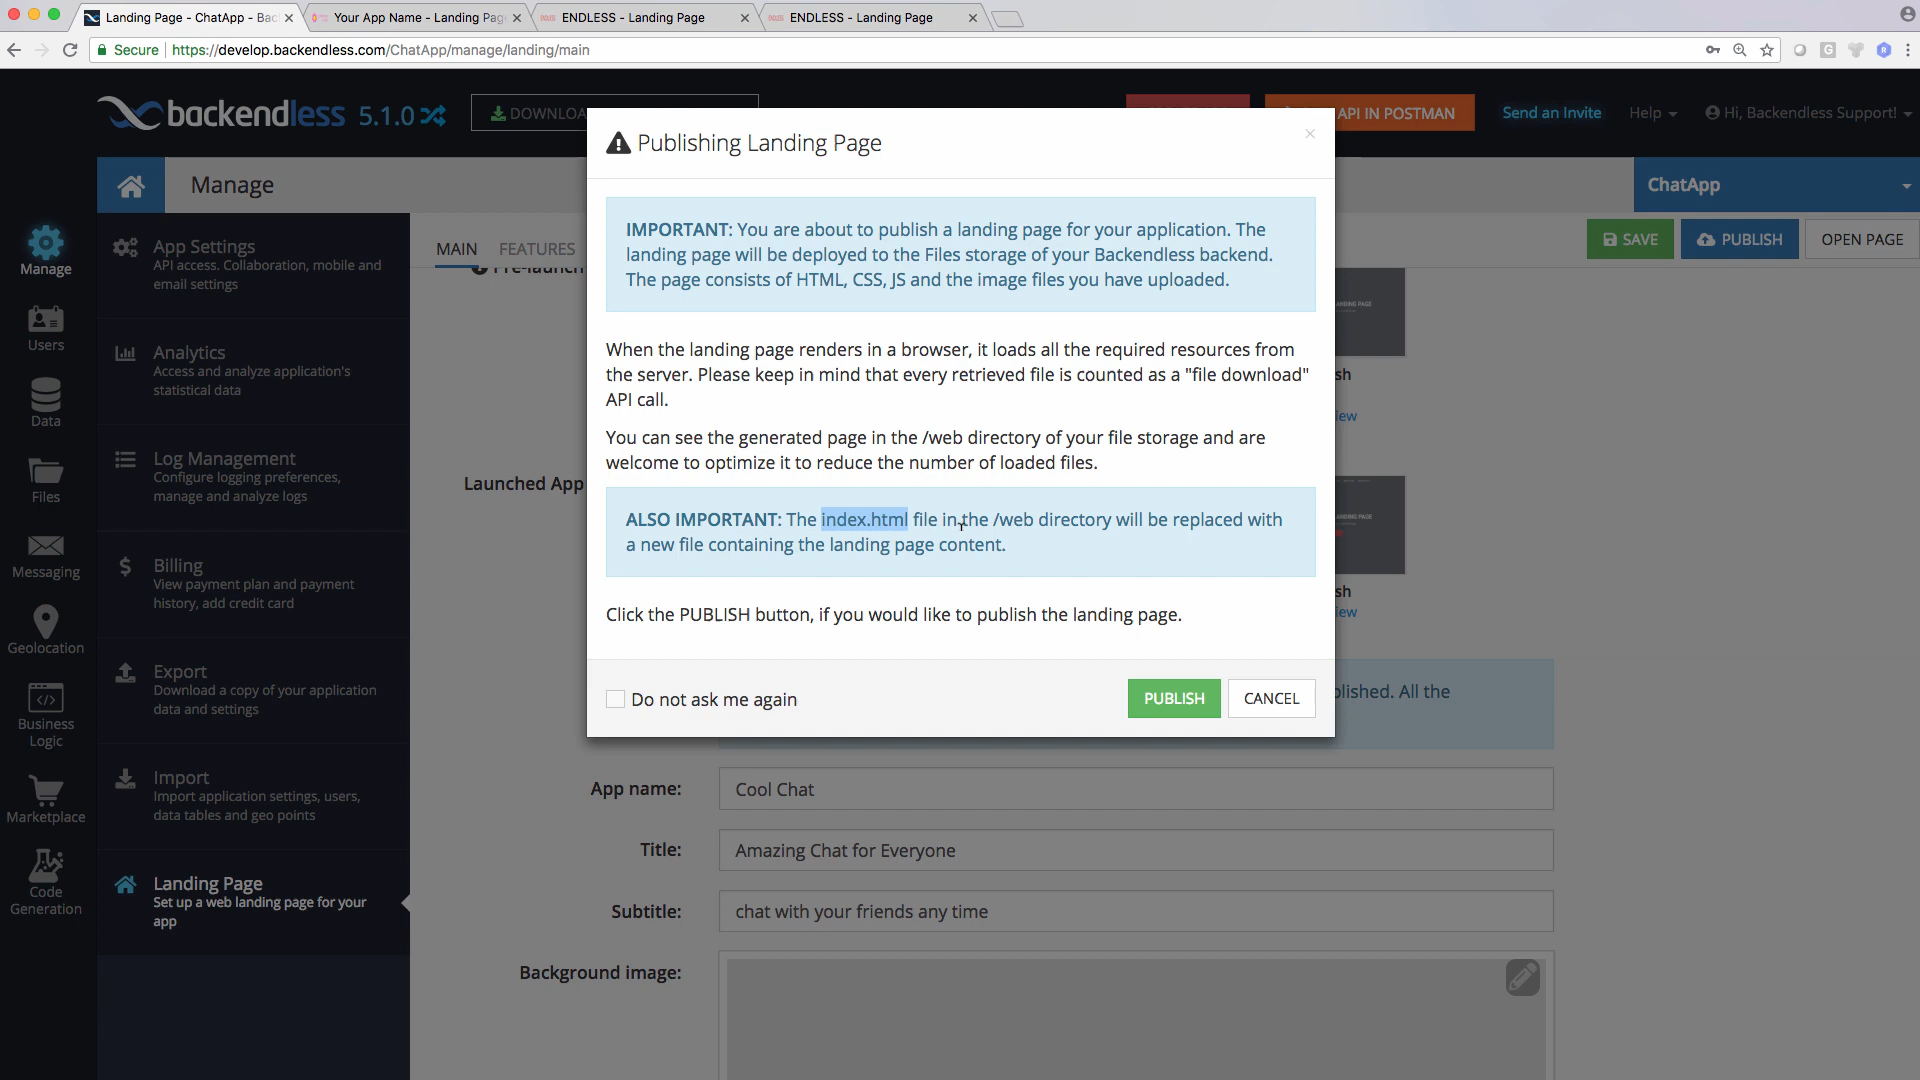 Landing Page - ChatApp - Bac
Your App Name - Landing Page
ENDLESS - Landing Page
ENDLESS - Landing Page
Secure https://develop.backendless.com/ChatApp/manage/landing/main
backendless 5.1.0
DOWNLOA
API IN POSTMAN
Send an Invite
Help
Hi, Backendless Support!
Manage
ChatApp
MAIN
FEATURES
SAVE
PUBLISH
OPEN PAGE
Manage
Users
Data
Files
Messaging
Geolocation
Business
Logic
Marketplace
Code
Generation
App Settings
API access. Collaboration, mobile and
email settings
Analytics
Access and analyze application's
statistical data
Log Management
Configure logging preferences,
manage and analyze logs
Billing
View payment plan and payment
history, add credit card
Export
Download a copy of your application
data and settings
Import
Import application settings, users,
data tables and geo points
Landing Page
Set up a web landing page for your
app
Pre-launch
Launched App
Publishing Landing Page
×
IMPORTANT: You are about to publish a landing page for your application. The
landing page will be deployed to the Files storage of your Backendless backend.
The page consists of HTML, CSS, JS and the image files you have uploaded.
When the landing page renders in a browser, it loads all the required resources from
the server. Please keep in mind that every retrieved file is counted as a "file download"
API call.
You can see the generated page in the /web directory of your file storage and are
welcome to optimize it to reduce the number of loaded files.
ALSO IMPORTANT: The index.html file in the /web directory will be replaced with
a new file containing the landing page content.
Click the PUBLISH button, if you would like to publish the landing page.
Do not ask me again
PUBLISH
CANCEL
ANDING PAGE
sh
iew
sh
iew
blished. All the
App name:
Cool Chat
Title:
Amazing Chat for Everyone
Subtitle:
chat with your friends any time
Background image: